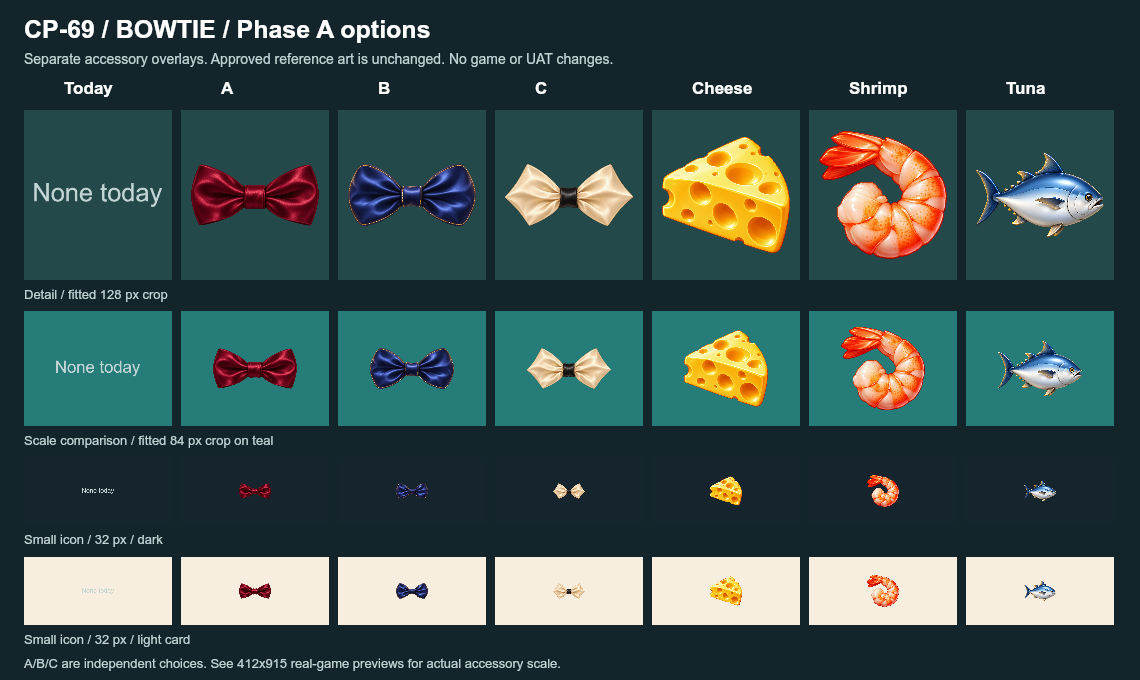 CP-69 / BOWTIE / Phase A options
Separate accessory overlays. Approved reference art is unchanged. No game or UAT changes.
Today A B C Cheese Shrimp Tuna
None today
Detail / fitted 128 px crop
None today
Scale comparison / fitted 84 px crop on teal
None today
Small icon / 32 px / dark
None today
Small icon / 32 px / light card
A/B/C are independent choices. See 412x915 real-game previews for actual accessory scale.